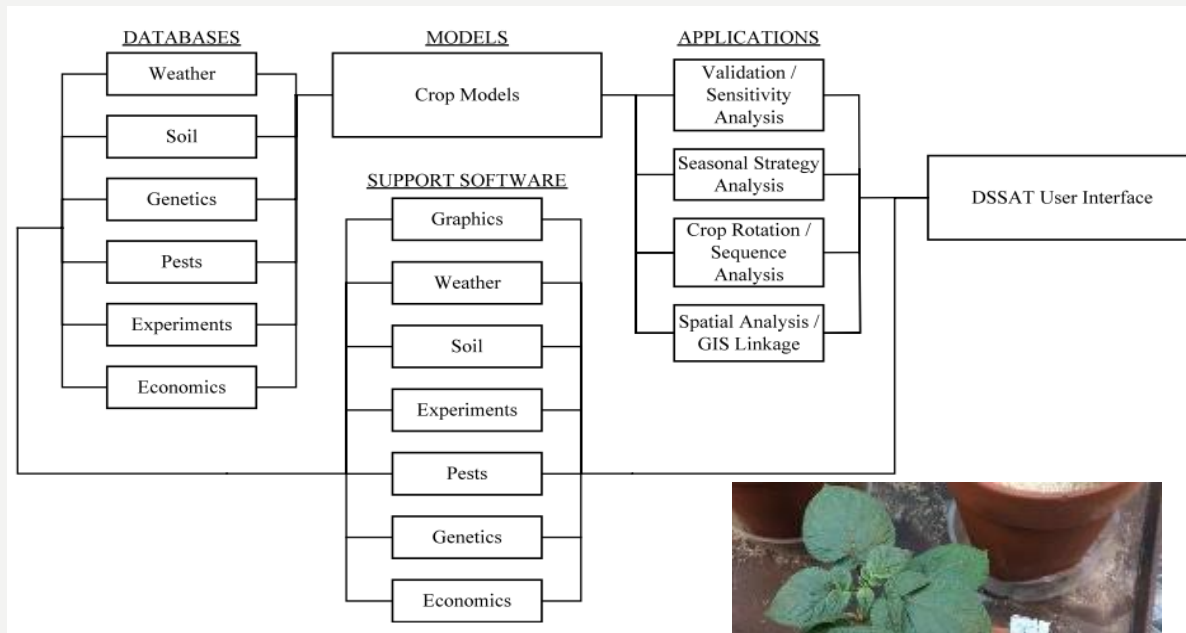 DATABASES
Weather
Soil
Genetics
Pests
Experiments
Economics
MODELS
Crop Models
SUPPORT SOFTWARE
Graphics
Weather
Soil
Experiments
Pests
Genetics
Economics
APPLICATIONS
Validation /
Sensitivity
Analysis
Seasonal Strategy
Analysis
Crop Rotation /
Sequence
Analysis
Spatial Analysis /
GIS Linkage
DSSAT User Interface